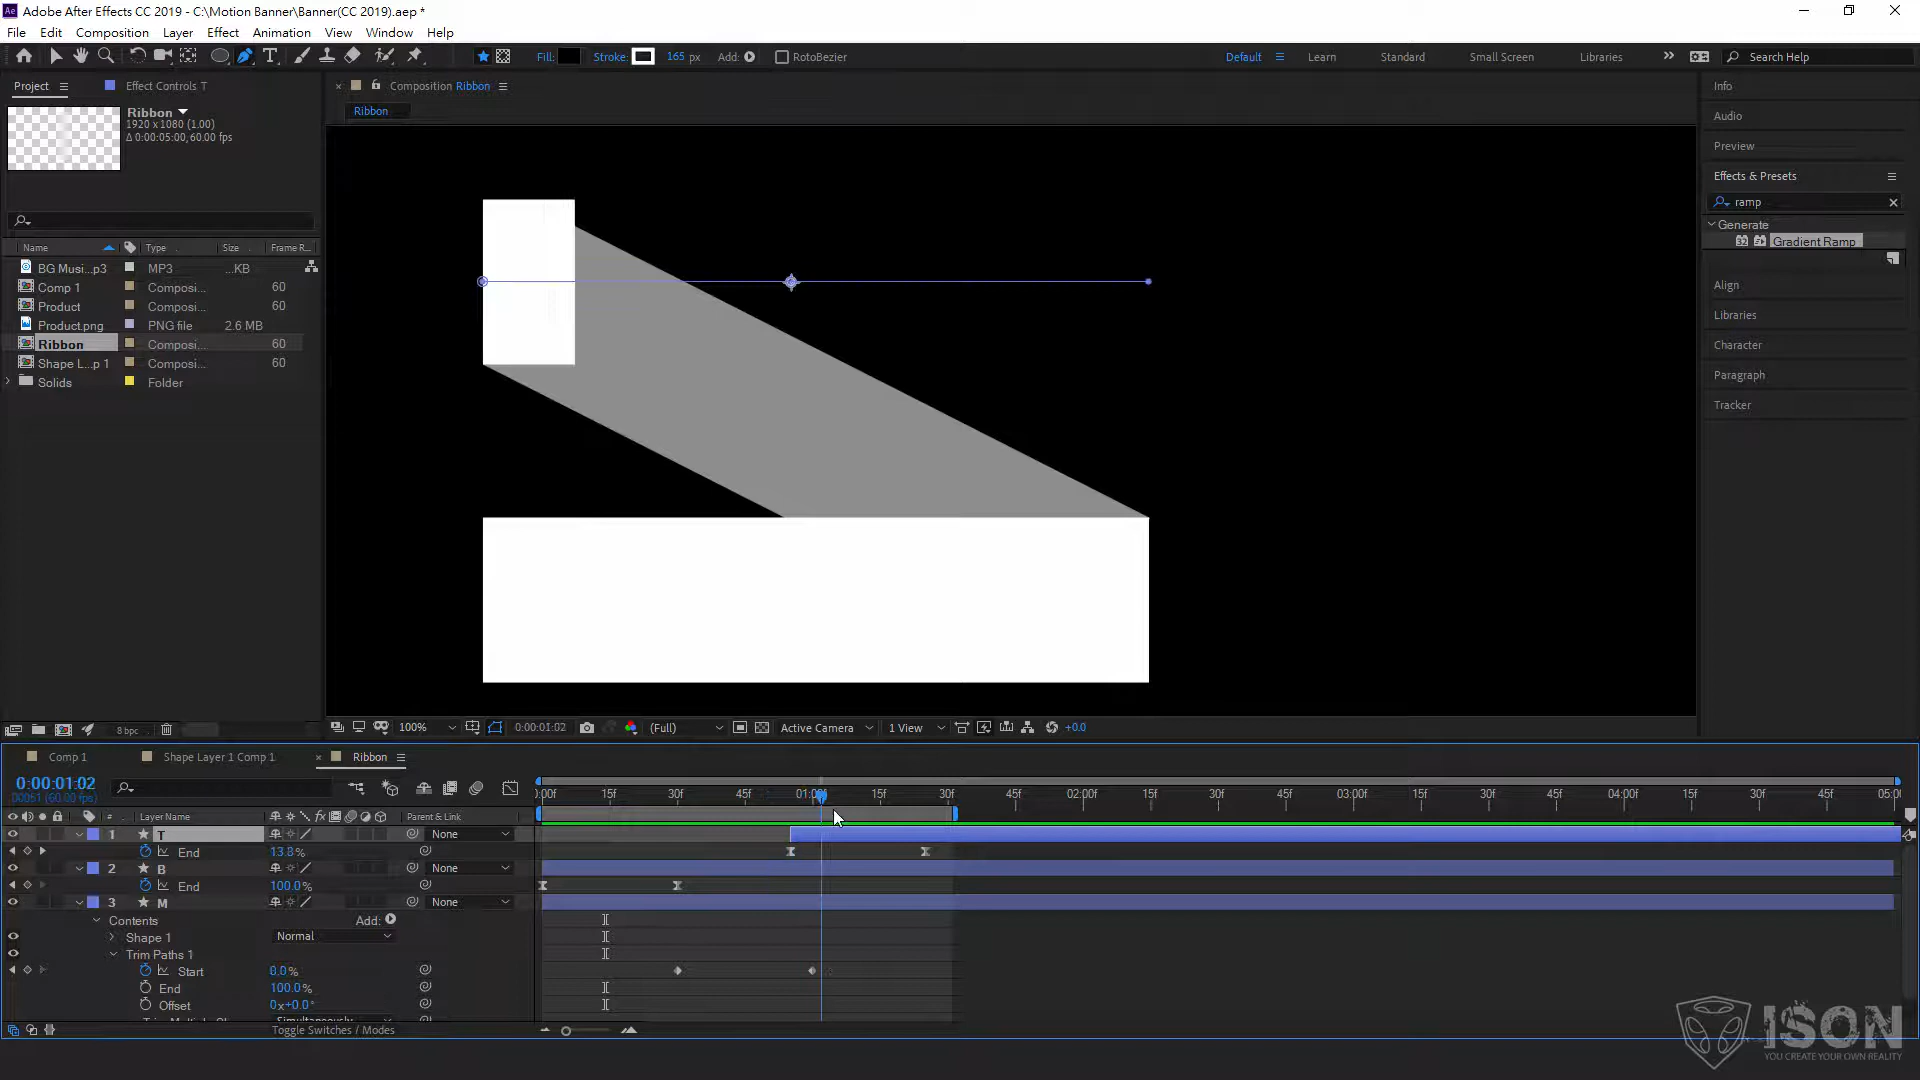 Adobe After Effects CC 2019 - C:\Motion Banner\Banner(CC 2019).aep *
File Edit Composition Layer Effect Animation View Window Help
Fill: Stroke: 165 px Add: RotoBezier Default Learn Standard Small Screen Libraries Search Help
Project Effect Controls T
Ribbon
1920 x 1080 (1.00)
Δ 0:00:05:00, 60.00 fps
Name Type Size Frame R...
BG Musi...p3 MP3 ...KB
Comp 1 Composi... 60
Product Composi... 60
Product.png PNG file 2.6 MB
Ribbon Composi... 60
Shape L...p 1 Composi... 60
Solids Folder
8 bpc
Composition Ribbon
Ribbon
100% 0:00:01:02 (Full) Active Camera 1 View +0.0
Info
Audio
Preview
Effects & Presets
ramp
Generate
32 Gradient Ramp
Align
Libraries
Character
Paragraph
Tracker
Comp 1 Shape Layer 1 Comp 1 Ribbon
0:00:01:02
:00f 15f 30f 45f 01:00f 15f 30f 45f 02:00f 15f 30f 45f 03:00f 15f 30f 45f 04:00f 15f 30f 45f 05:0
# Layer Name fx Parent & Link
1 T None
End 13.8%
2 B None
End 100.0%
3 M None
Contents Add:
Shape 1 Normal
Trim Paths 1
Start 0.0%
End 100.0%
Offset 0x+0.0°
Toggle Switches / Modes
ISON
YOU CREATE YOUR OWN REALITY